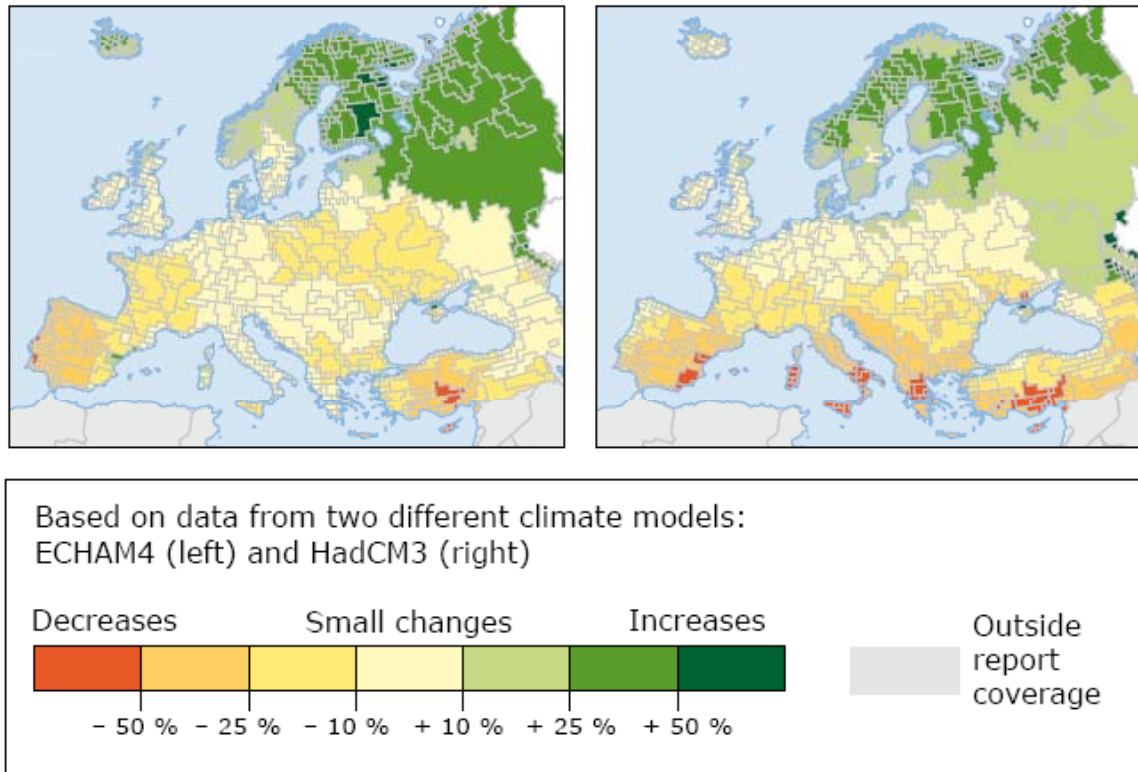 Based on data from two different climate models:
ECHAM4 (left) and HadCM3 (right)
Decreases Small changes Increases
– 50 % – 25 % – 10 % + 10 % + 25 % + 50 %
Outside
report
coverage